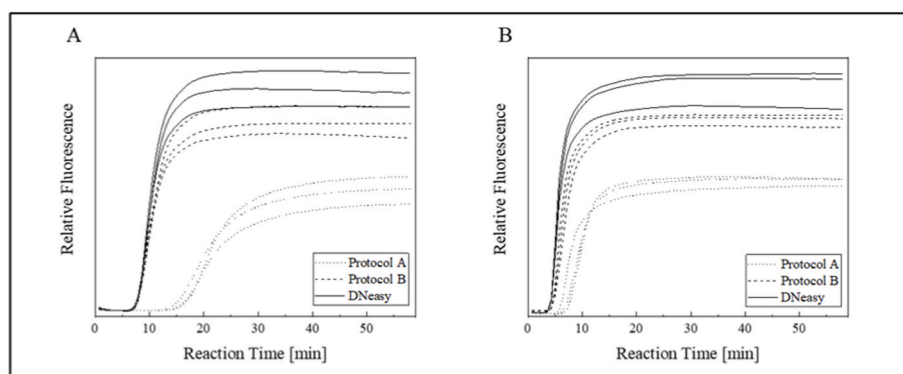 A
B
Relative Fluorescence
Relative Fluorescence
Protocol A
Protocol B
DNeasy
Protocol A
Protocol B
DNeasy
0 10 20 30 40 50
0 10 20 30 40 50
Reaction Time [min]
Reaction Time [min]